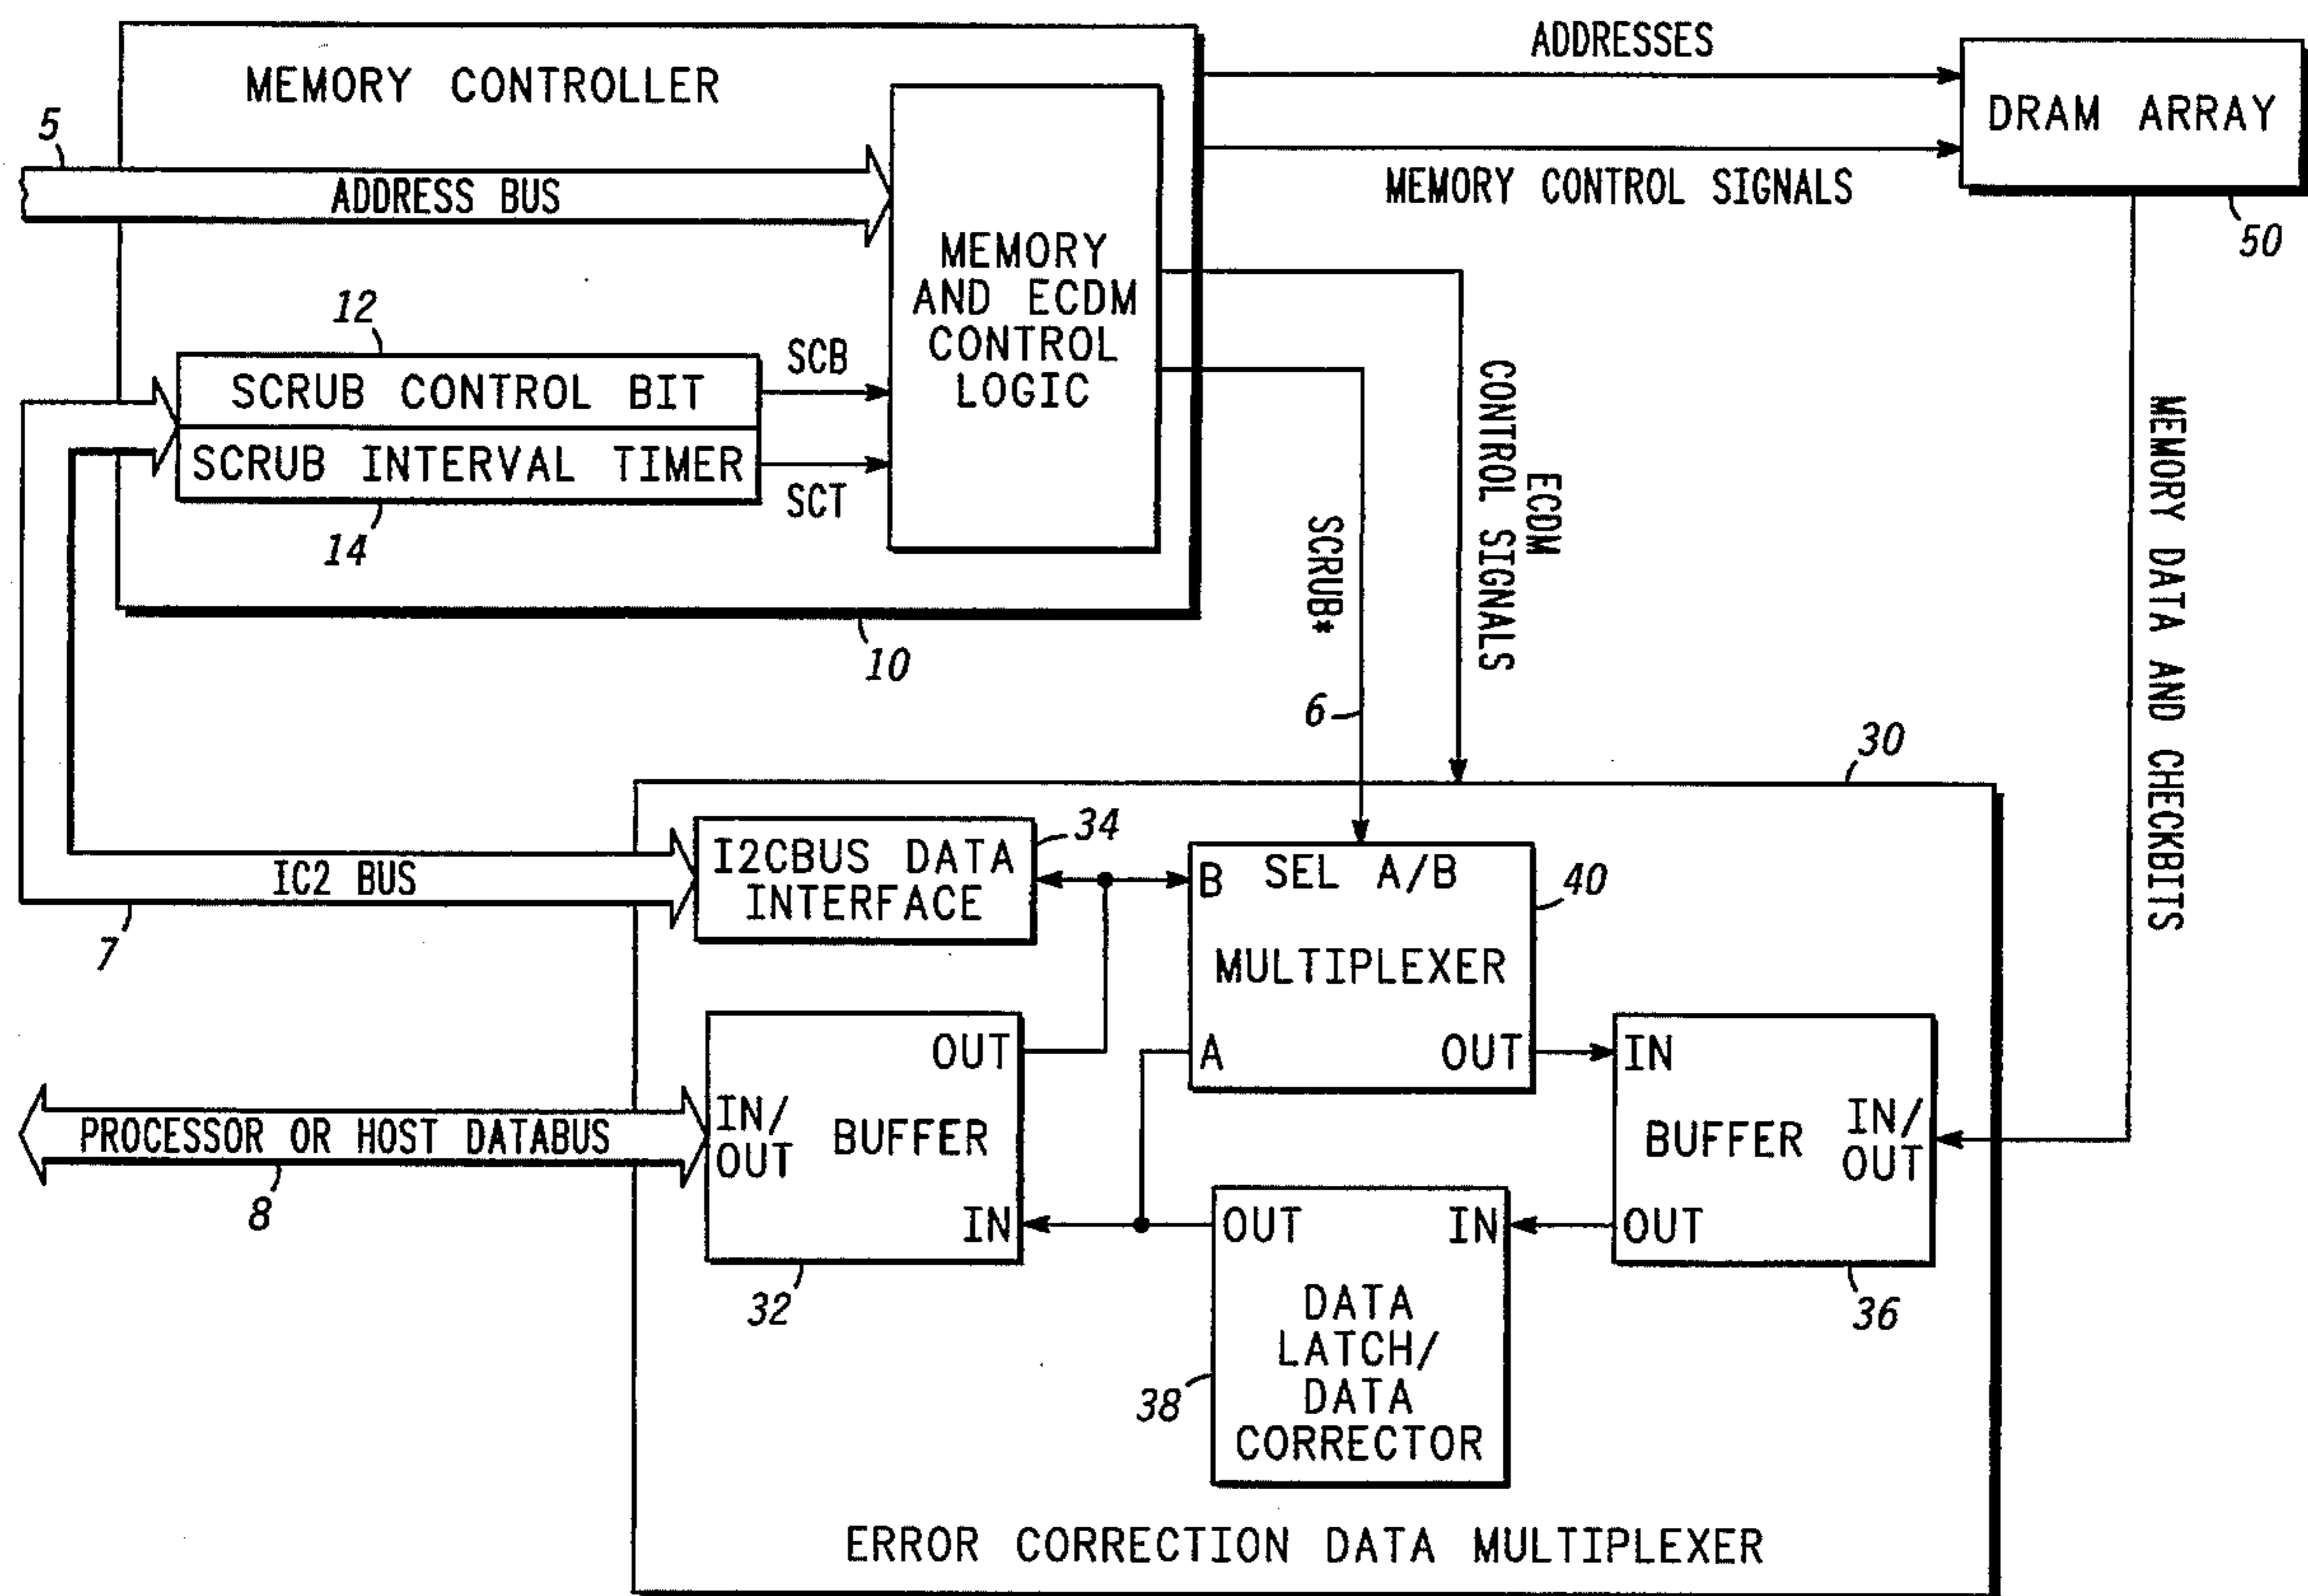 MEMORY CONTROLLER
5
ADDRESS BUS
MEMORY
AND ECDM
CONTROL
LOGIC
12
SCRUB CONTROL BIT
SCRUB INTERVAL TIMER
14
SCB
SCT
10
ADDRESSES
MEMORY CONTROL SIGNALS
DRAM ARRAY
50
ECDM
CONTROL SIGNALS
SCRUB*
6
MEMORY DATA AND CHECKBITS
30
IC2 BUS
7
I2CBUS DATA
INTERFACE
34
B
SEL A/B
MULTIPLEXER
A
OUT
40
PROCESSOR OR HOST DATABUS
8
OUT
IN/
OUT
BUFFER
IN
32
IN
BUFFER
IN/
OUT
OUT
36
OUT
IN
DATA
LATCH/
DATA
CORRECTOR
38
ERROR CORRECTION DATA MULTIPLEXER